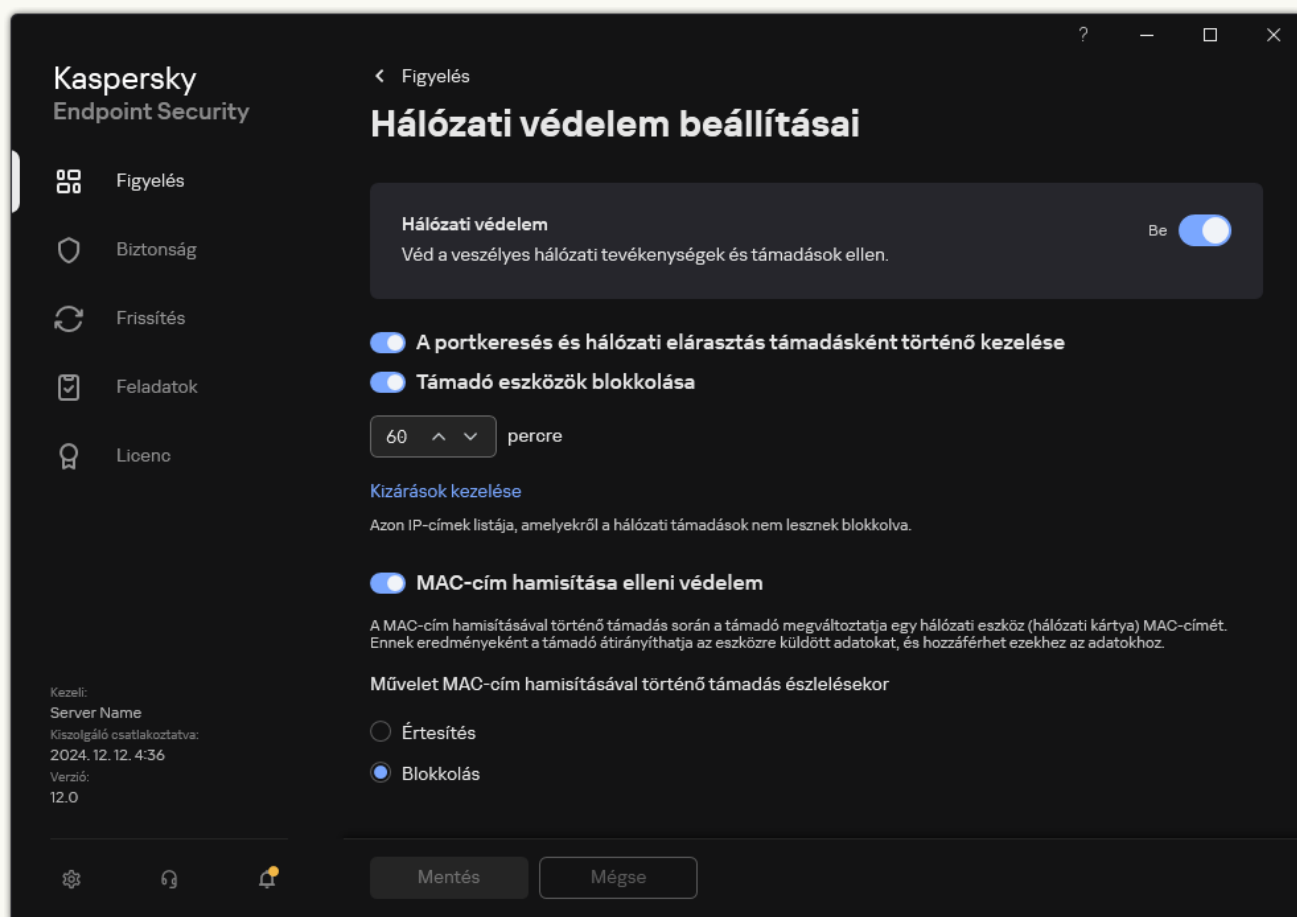 ?
Kaspersky
Endpoint Security
Figyelés
Biztonság
Frissítés
Feladatok
Licenc
Kezeli:
Server Name
Kiszolgáló csatlakoztatva:
2024. 12. 12. 4:36
Verzió:
12.0
Figyelés
Hálózati védelem beállításai
Hálózati védelem
Véd a veszélyes hálózati tevékenységek és támadások ellen.
Be
A portkeresés és hálózati elárasztás támadásként történő kezelése
Támadó eszközök blokkolása
60 percre
Kizárások kezelése
Azon IP-címek listája, amelyekről a hálózati támadások nem lesznek blokkolva.
MAC-cím hamisítása elleni védelem
A MAC-cím hamisításával történő támadás során a támadó megváltoztatja egy hálózati eszköz (hálózati kártya) MAC-címét.
Ennek eredményeként a támadó átirányíthatja az eszközre küldött adatokat, és hozzáférhet ezekhez az adatokhoz.
Művelet MAC-cím hamisításával történő támadás észlelésekor
Értesítés
Blokkolás
Mentés
Mégse